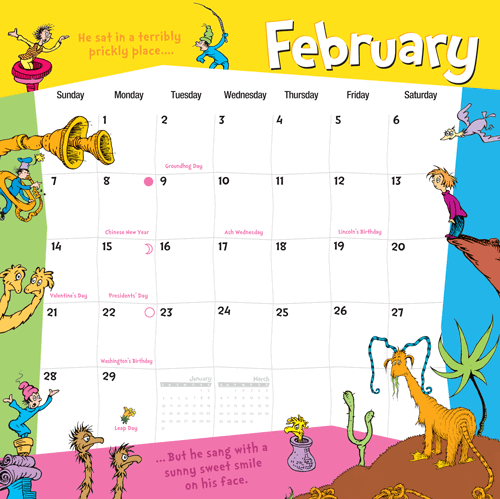 He sat in a terribly
prickly place....
February
Sunday Monday Tuesday Wednesday Thursday Friday Saturday
1 2 3 4 5 6
Groundhog Day
7 8 9 10 11 12 13
Chinese New Year Ash Wednesday Lincoln's Birthday
14 15 16 17 18 19 20
Valentine's Day Presidents' Day
21 22 23 24 25 26 27
Washington's Birthday
28 29
January March
Leap Day
... But he sang with a
sunny sweet smile
on his face.